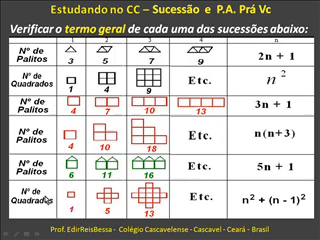 Estudando no CC – Sucessão e P.A. Prá Vc
Verificar o termo geral de cada uma das sucessões abaixo:
1 2 3 4 n
Nº de Palitos 3 5 7 9 2n + 1
Nº de Quadrados 1 4 9 Etc. n²
Nº de Palitos 4 7 10 13 3n + 1
Nº de Palitos 4 10 18 Etc. n(n+3)
Nº de Palitos 6 11 16 Etc. 5n + 1
Nº de Quadrados 1 5 13 Etc. n² + (n - 1)²
Prof. EdirReisBessa - Colégio Cascavelense - Cascavel - Ceará - Brasil